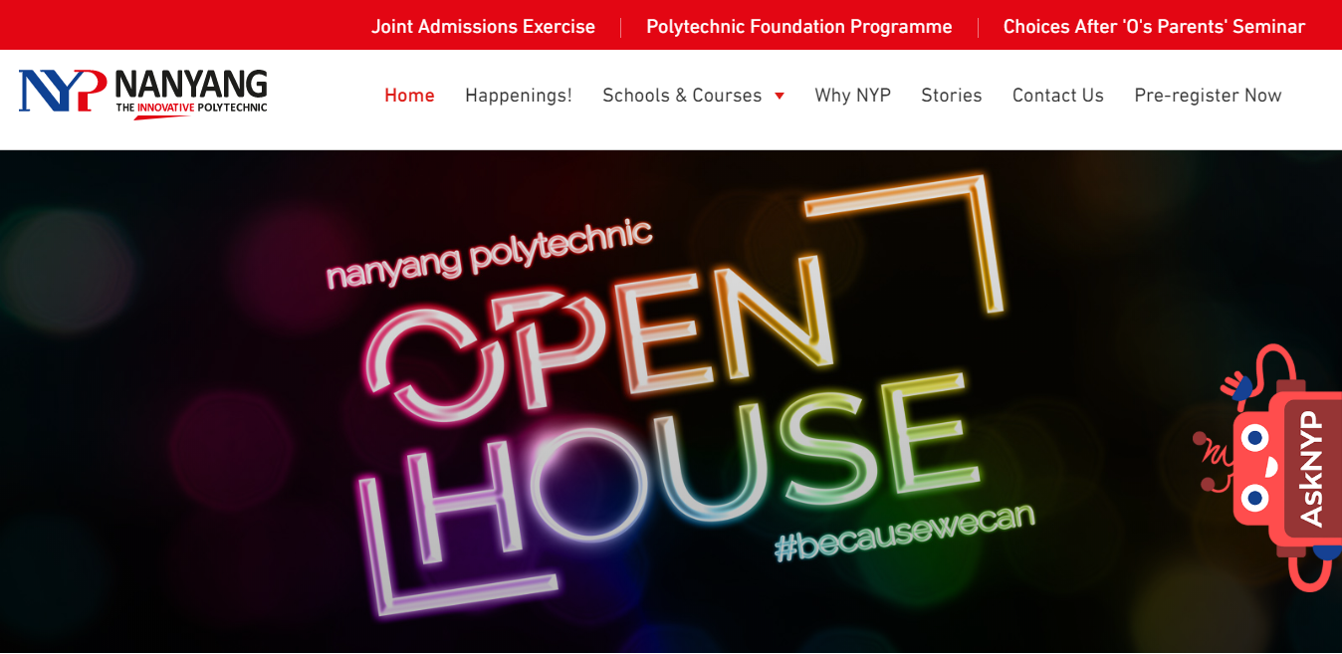 Joint Admissions Exercise Polytechnic Foundation Programme Choices After 'O's Parents' Seminar
NYP NANYANG
THE INNOVATIVE POLYTECHNIC
Home Happenings! Schools & Courses Why NYP Stories Contact Us Pre-register Now
nanyang polytechnic
OPEN
HOUSE
#becausewecan
AskNYP